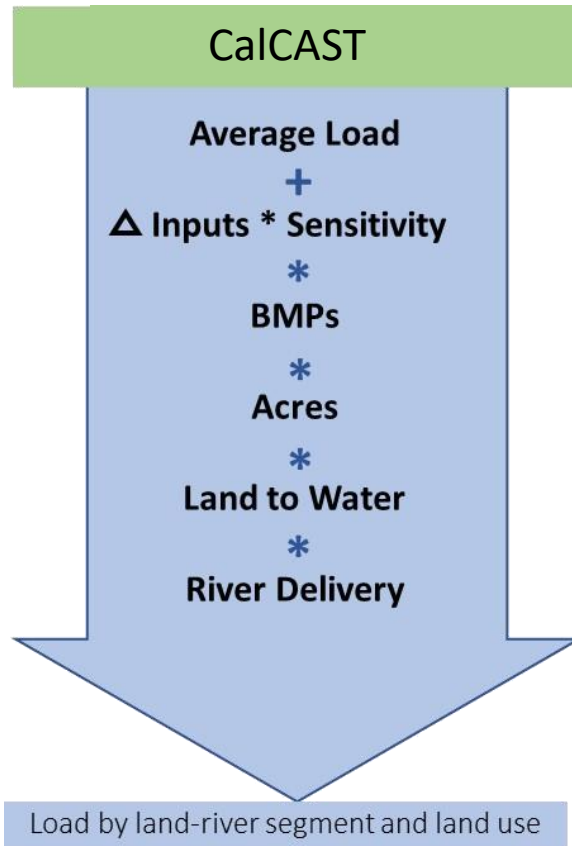 CalCAST
Average Load
+
Δ Inputs * Sensitivity
*
BMPs
*
Acres
*
Land to Water
*
River Delivery
Load by land-river segment and land use